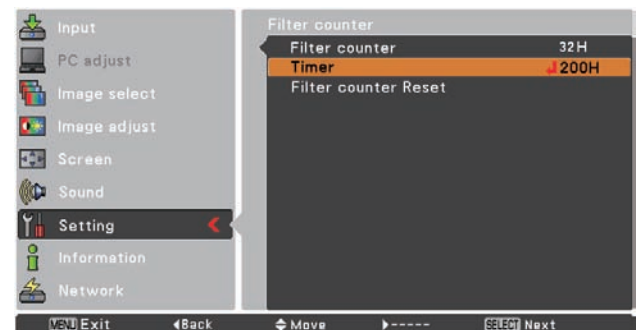 Input
PC adjust
Image select
Image adjust
Screen
Sound
Setting
Information
Network
Filter counter
Filter counter 32H
Timer 200H
Filter counter Reset
MENU Exit Back Move ----- SELECT Next